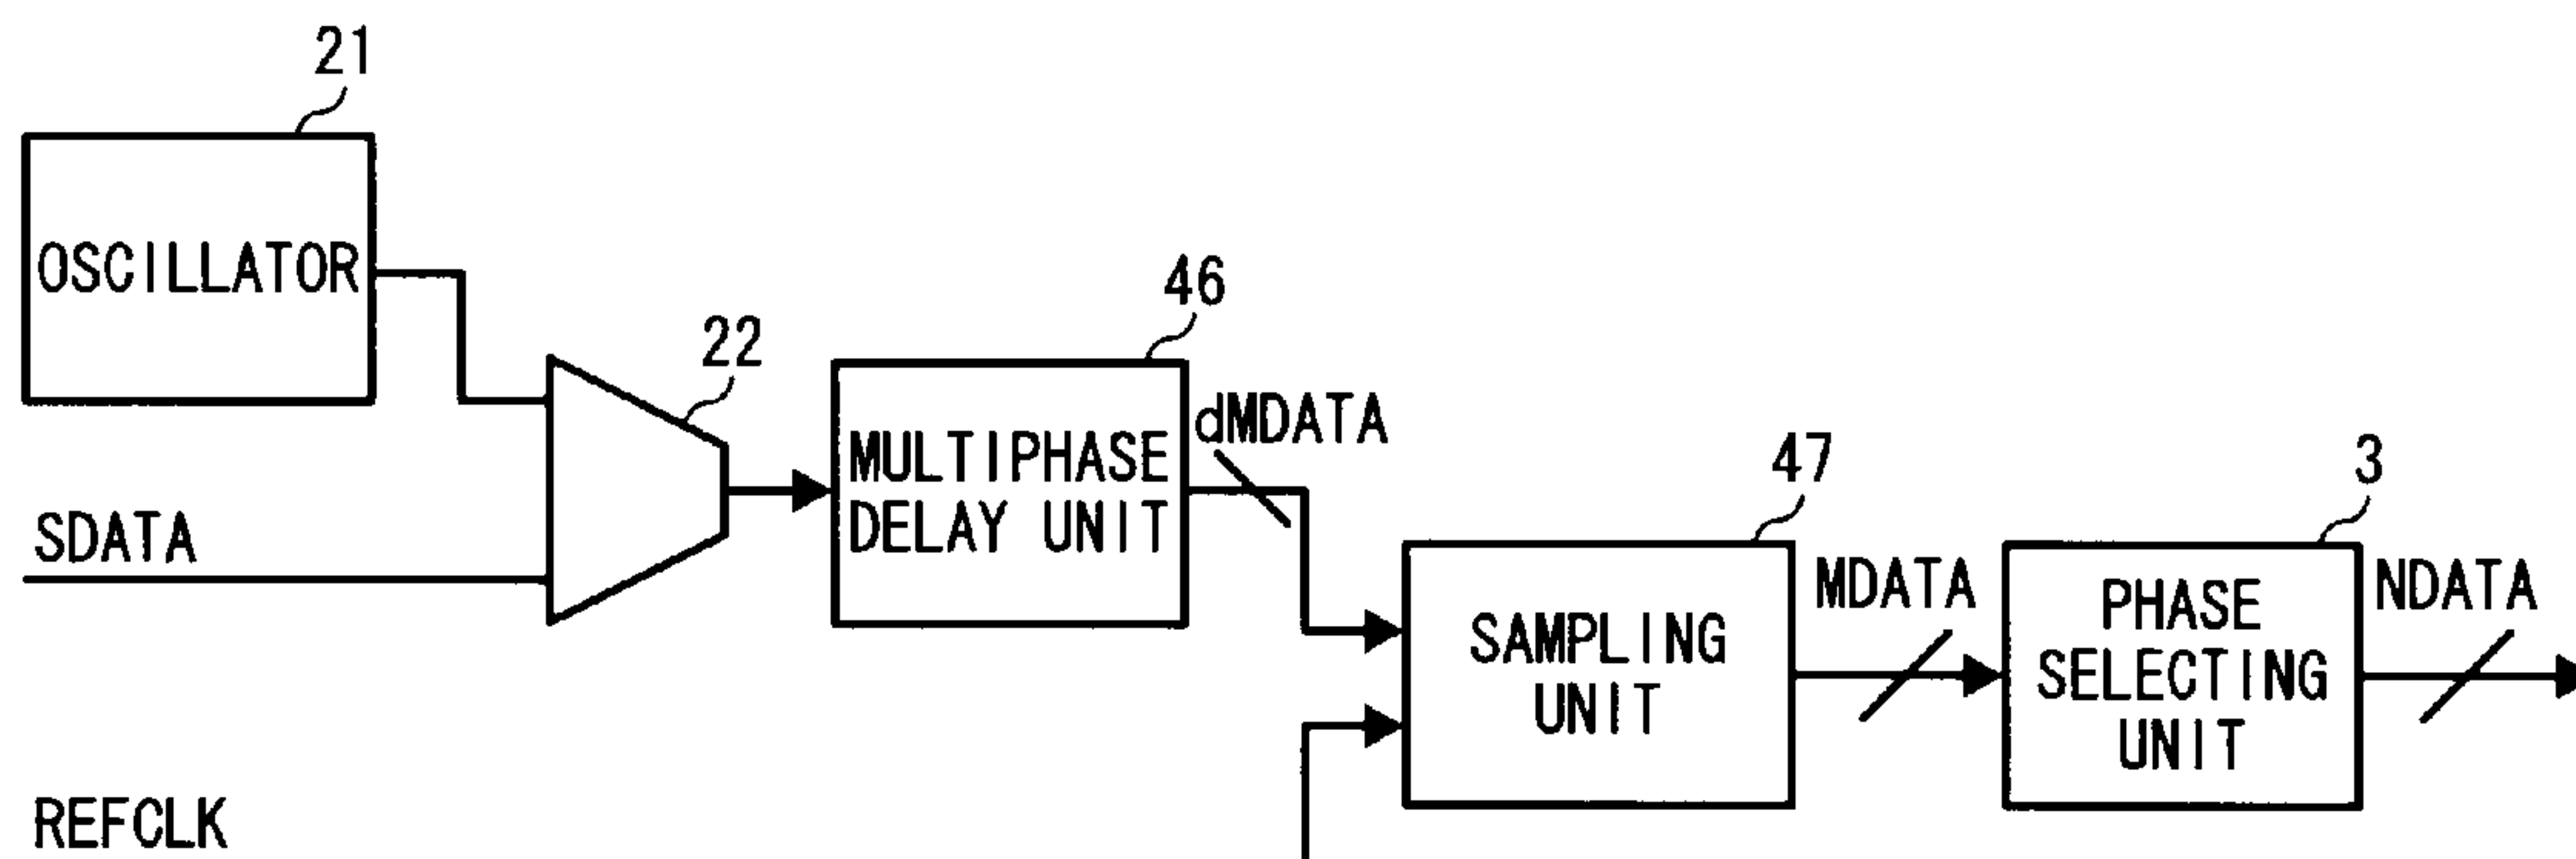 21
OSCILLATOR
22
46
SDATA
MULTIPHASE
DELAY UNIT
dMDATA
47
SAMPLING
UNIT
MDATA
3
PHASE
SELECTING
UNIT
NDATA
REFCLK